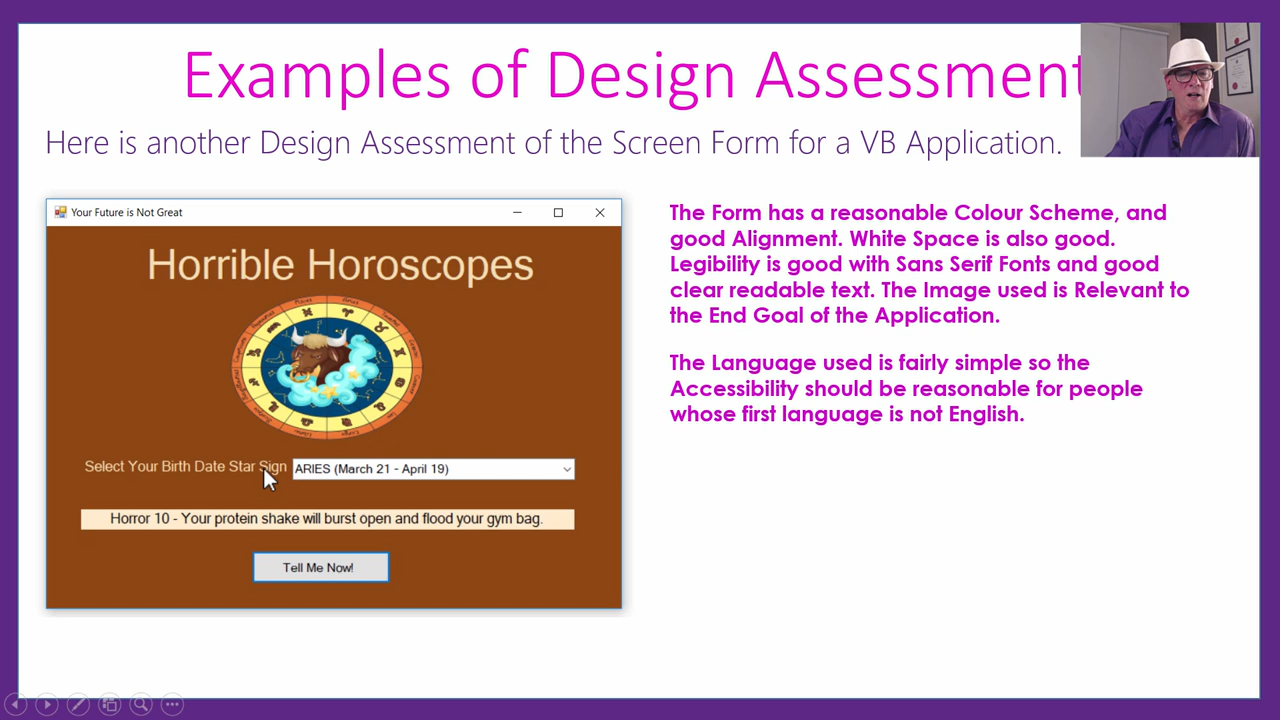 Examples of Design Assessment
Here is another Design Assessment of the Screen Form for a VB Application.
Your Future is Not Great
Horrible Horoscopes
Select Your Birth Date Star Sign
ARIES (March 21 - April 19)
Horror 10 - Your protein shake will burst open and flood your gym bag.
Tell Me Now!
The Form has a reasonable Colour Scheme, and
good Alignment. White Space is also good.
Legibility is good with Sans Serif Fonts and good
clear readable text. The Image used is Relevant to
the End Goal of the Application.
The Language used is fairly simple so the
Accessibility should be reasonable for people
whose first language is not English.